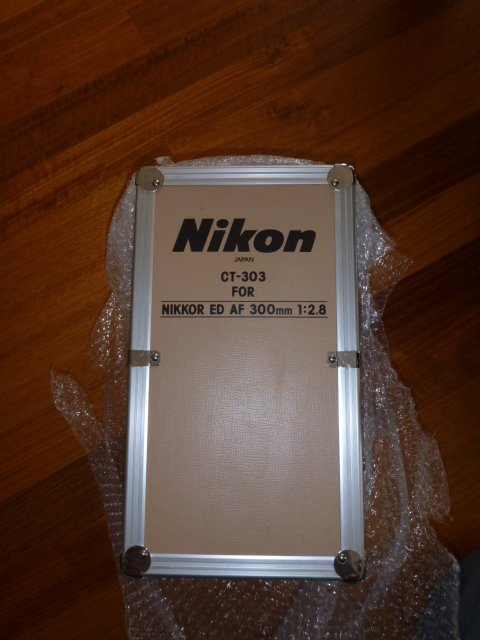 Nikon
JAPAN
CT-303
FOR
NIKKOR ED AF 300mm 1:2.8